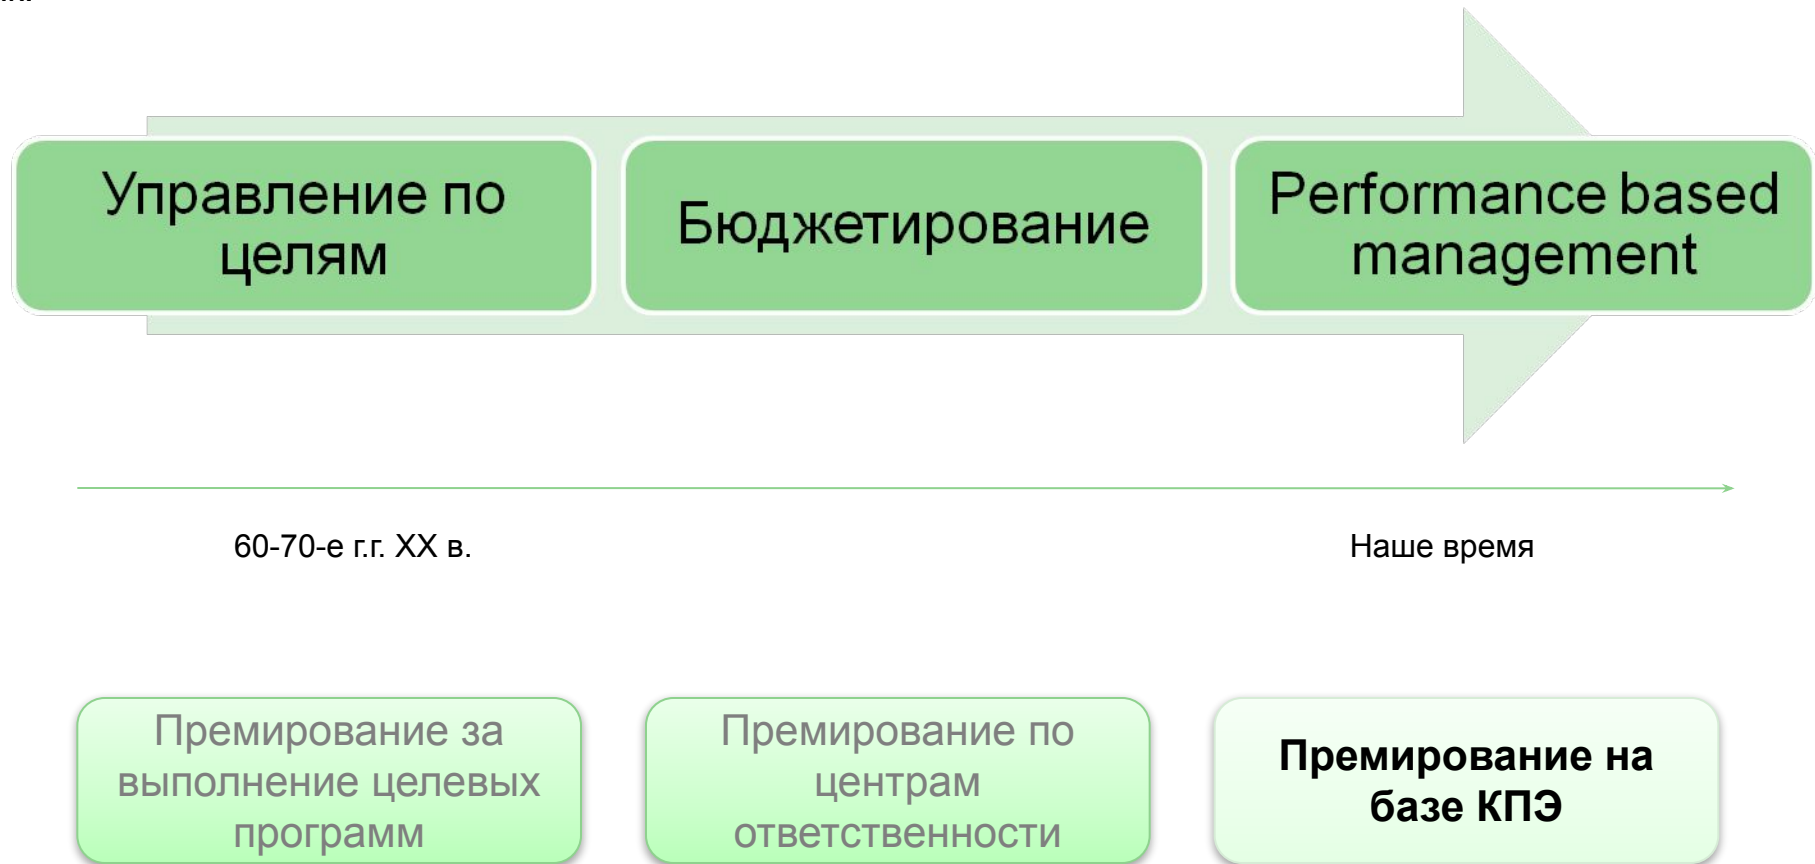 Управление по
целям
Бюджетирование
Performance based
management
60-70-е г.г. XX в.
Наше время
Премирование за
выполнение целевых
программ
Премирование по
центрам
ответственности
Премирование на
базе КПЭ